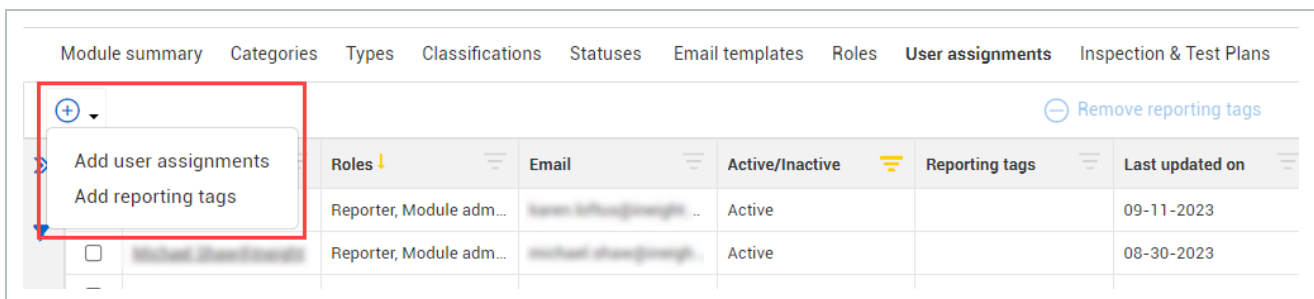 Module summary Categories Types Classifications Statuses Email templates Roles User assignments Inspection & Test Plans
Remove reporting tags
Add user assignments
Add reporting tags
Roles Email Active/Inactive Reporting tags Last updated on
Reporter, Module adm... Active 09-11-2023
Reporter, Module adm... Active 08-30-2023